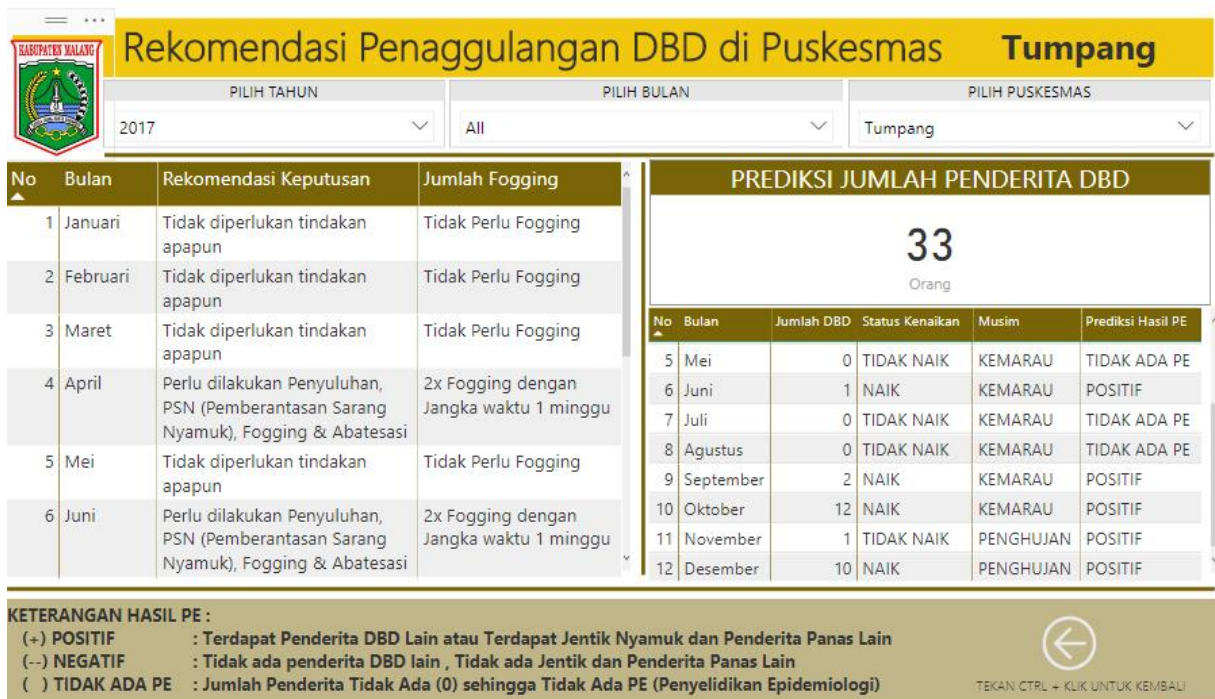 KABUPATEN MALANG
Rekomendasi Penaggulangan DBD di Puskesmas Tumpang
PILIH TAHUN PILIH BULAN PILIH PUSKESMAS
2017 All Tumpang
No Bulan Rekomendasi Keputusan Jumlah Fogging
1 Januari Tidak diperlukan tindakan apapun Tidak Perlu Fogging
2 Februari Tidak diperlukan tindakan apapun Tidak Perlu Fogging
3 Maret Tidak diperlukan tindakan apapun Tidak Perlu Fogging
4 April Perlu dilakukan Penyuluhan, PSN (Pemberantasan Sarang Nyamuk), Fogging & Abatesasi 2x Fogging dengan Jangka waktu 1 minggu
5 Mei Tidak diperlukan tindakan apapun Tidak Perlu Fogging
6 Juni Perlu dilakukan Penyuluhan, PSN (Pemberantasan Sarang Nyamuk), Fogging & Abatesasi 2x Fogging dengan Jangka waktu 1 minggu
PREDIKSI JUMLAH PENDERITA DBD
33
Orang
No Bulan Jumlah DBD Status Kenaikan Musim Prediksi Hasil PE
5 Mei 0 TIDAK NAIK KEMARAU TIDAK ADA PE
6 Juni 1 NAIK KEMARAU POSITIF
7 Juli 0 TIDAK NAIK KEMARAU TIDAK ADA PE
8 Agustus 0 TIDAK NAIK KEMARAU TIDAK ADA PE
9 September 2 NAIK KEMARAU POSITIF
10 Oktober 12 NAIK KEMARAU POSITIF
11 November 1 TIDAK NAIK PENGHUJAN POSITIF
12 Desember 10 NAIK PENGHUJAN POSITIF
KETERANGAN HASIL PE :
(+) POSITIF : Terdapat Penderita DBD Lain atau Terdapat Jentik Nyamuk dan Penderita Panas Lain
(--) NEGATIF : Tidak ada penderita DBD lain , Tidak ada Jentik dan Penderita Panas Lain
( ) TIDAK ADA PE : Jumlah Penderita Tidak Ada (0) sehingga Tidak Ada PE (Penyelidikan Epidemiologi)
TEKAN CTRL + KLIK UNTUK KEMBALI